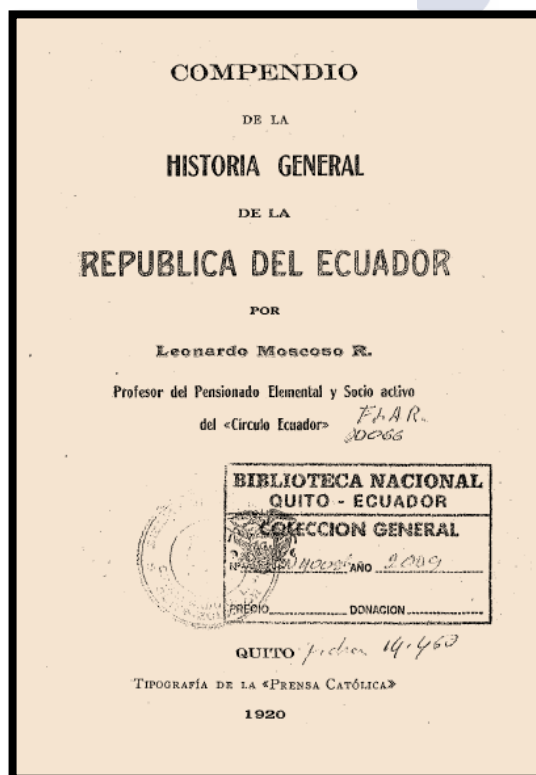 COMPENDIO
DE LA
HISTORIA GENERAL
DE LA
REPUBLICA DEL ECUADOR
POR
Leonardo Moscoso R.
Profesor del Pensionado Elemental y Socio activo
del «Círculo Ecuador»
BIBLIOTECA NACIONAL
QUITO - ECUADOR
COLECCION GENERAL
AÑO 2009
PRECIO DONACION
QUITO 14.460
TIPOGRAFÍA DE LA «PRENSA CATÓLICA»
1920